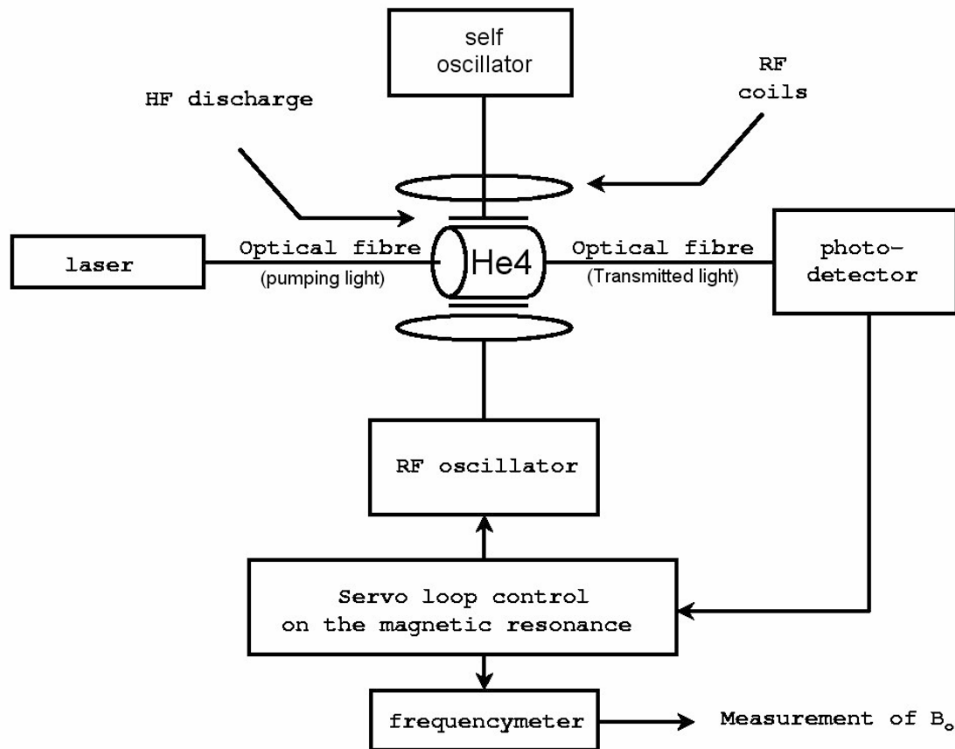 self
oscillator
RF
coils
HF discharge
Optical fibre
(pumping light)
laser
He4
Optical fibre
(Transmitted light)
photo-
detector
RF oscillator
Servo loop control
on the magnetic resonance
frequencymeter
Measurement of B₀